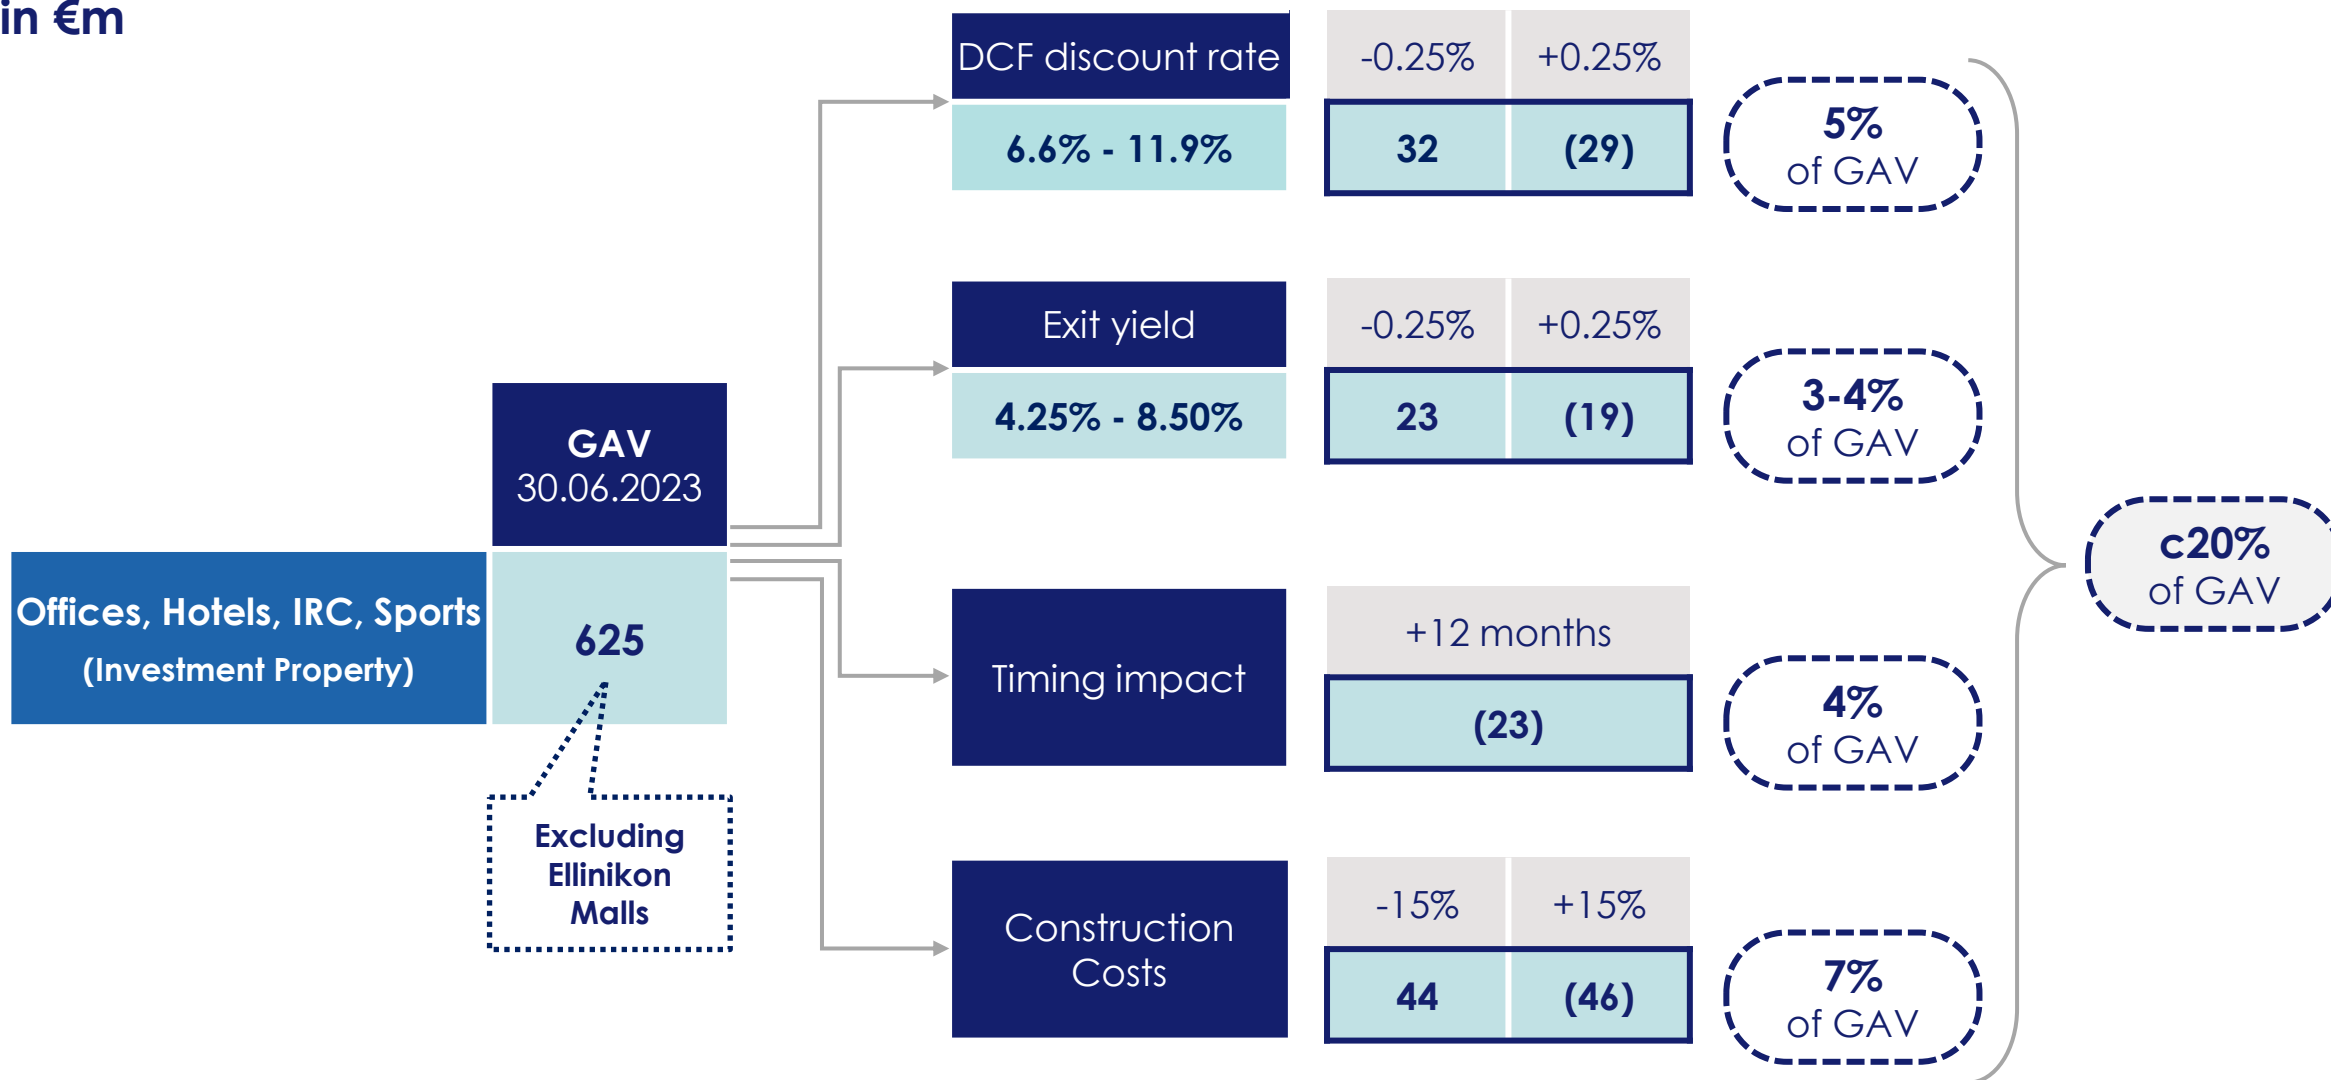 in €m
DCF discount rate
-0.25% +0.25%
6.6% - 11.9%
32 (29)
5%
of GAV
Exit yield
-0.25% +0.25%
4.25% - 8.50%
23 (19)
3-4%
of GAV
GAV
30.06.2023
Offices, Hotels, IRC, Sports
(Investment Property)
625
Excluding
Ellinikon
Malls
Timing impact
+12 months
(23)
4%
of GAV
Construction
Costs
-15% +15%
44 (46)
7%
of GAV
c20%
of GAV